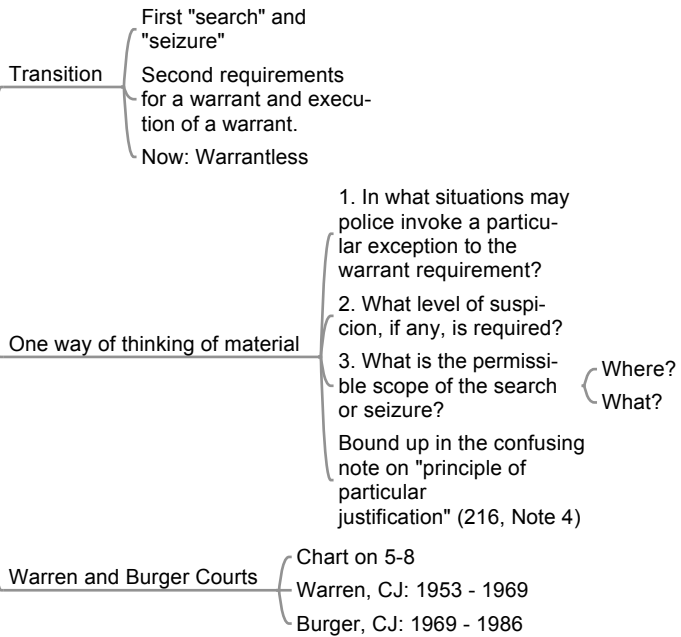 Transition
First "search" and
"seizure"
Second requirements
for a warrant and execu-
tion of a warrant.
Now: Warrantless
One way of thinking of material
1. In what situations may
police invoke a particu-
lar exception to the
warrant requirement?
2. What level of suspi-
cion, if any, is required?
3. What is the permissi-
ble scope of the search
or seizure?
Where?
What?
Bound up in the confusing
note on "principle of
particular
justification" (216, Note 4)
Warren and Burger Courts
Chart on 5-8
Warren, CJ: 1953 - 1969
Burger, CJ: 1969 - 1986